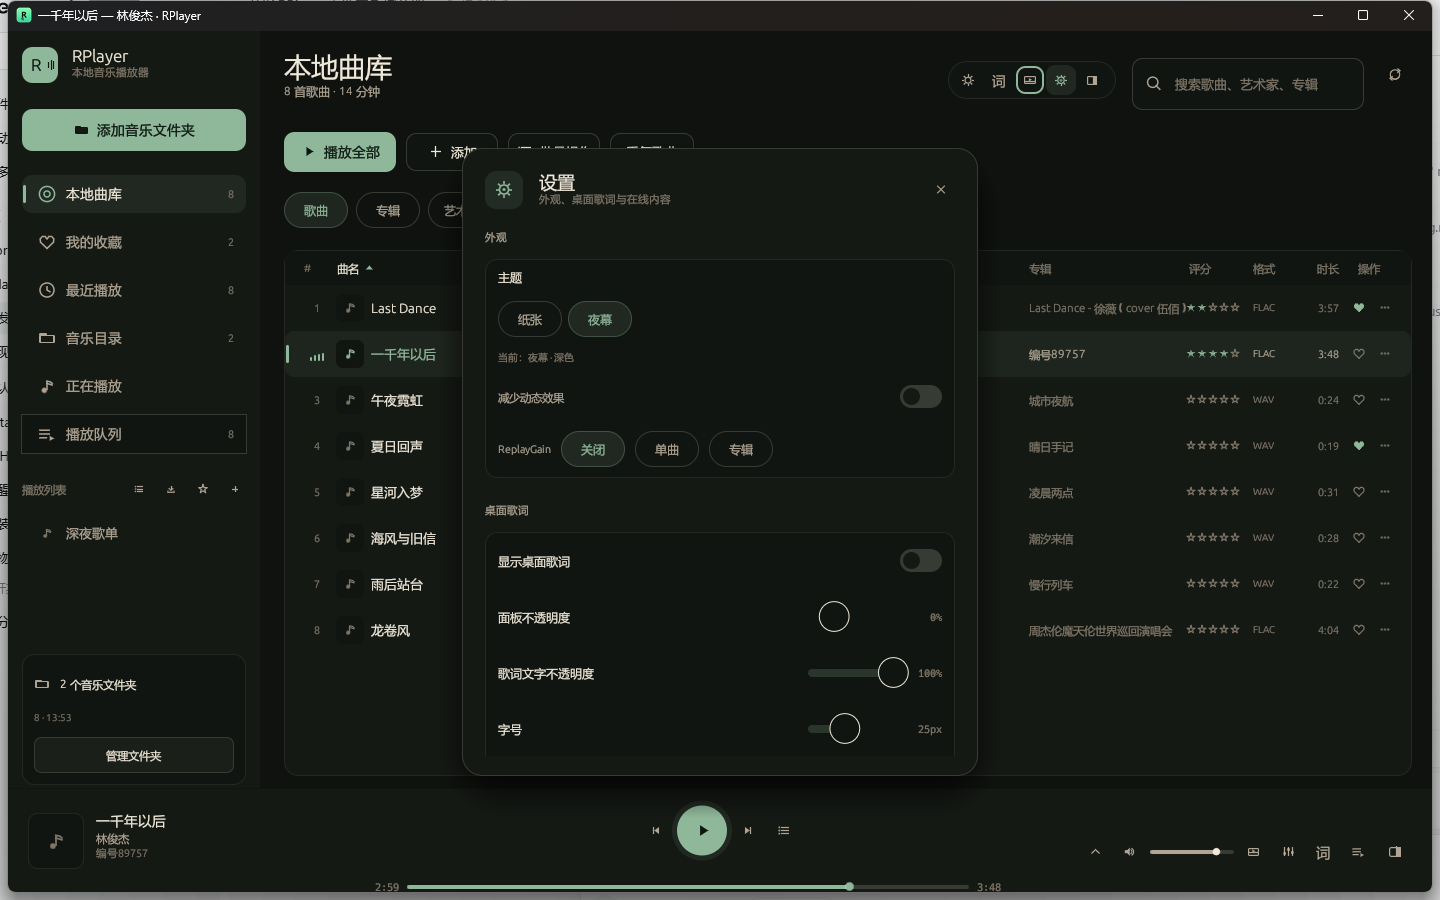 一千年以后 — 林俊杰 · RPlayer
RPlayer
本地音乐播放器
添加音乐文件夹
本地曲库 8
我的收藏 2
最近播放 8
音乐目录 2
正在播放
播放队列 8
播放列表
深夜歌单
2 个音乐文件夹
8 · 13:53
管理文件夹
本地曲库
8 首歌曲 · 14 分钟
词
搜索歌曲、艺术家、专辑
播放全部
添加
歌曲 专辑
# 曲名 专辑 评分 格式 时长 操作
1 Last Dance Last Dance - 徐薇 ( cover 伍佰 ) FLAC 3:57
一千年以后 编号89757 FLAC 3:48
3 午夜霓虹 城市夜航 WAV 0:24
4 夏日回声 晴日手记 WAV 0:19
5 星河入梦 凌晨两点 WAV 0:31
6 海风与旧信 潮汐来信 WAV 0:28
7 雨后站台 慢行列车 WAV 0:22
8 龙卷风 周杰伦魔天伦世界巡回演唱会 FLAC 4:04
设置
外观、桌面歌词与在线内容
外观
主题
纸张 夜幕
当前: 夜幕 · 深色
减少动态效果
ReplayGain 关闭 单曲 专辑
桌面歌词
显示桌面歌词
面板不透明度 0%
歌词文字不透明度 100%
字号 25px
一千年以后
林俊杰
编号89757
词
2:59 3:48